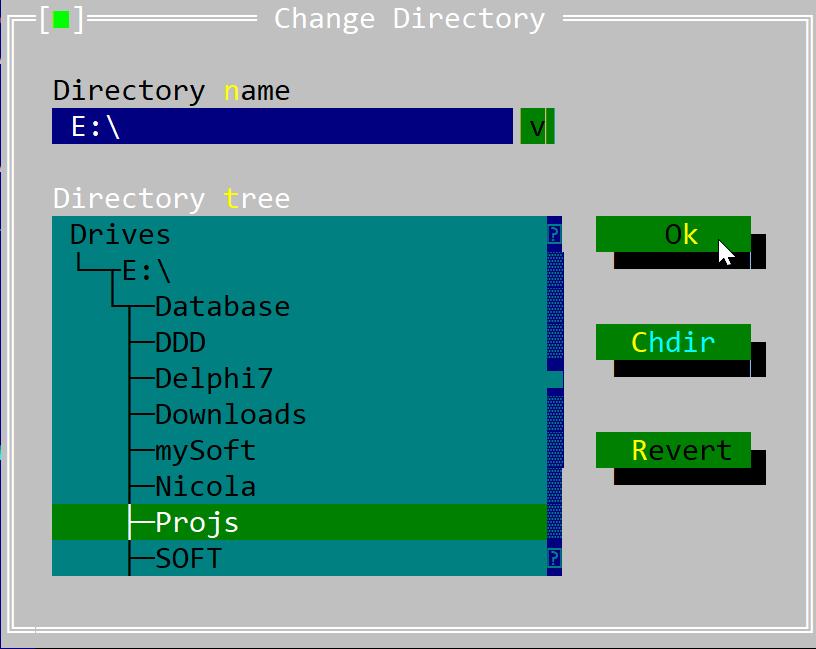 Change Directory
Directory name
E:\ v
Directory tree
Drives
E:\
Database
DDD
Delphi7
Downloads
mySoft
Nicola
Projs
SOFT
Ok
Chdir
Revert